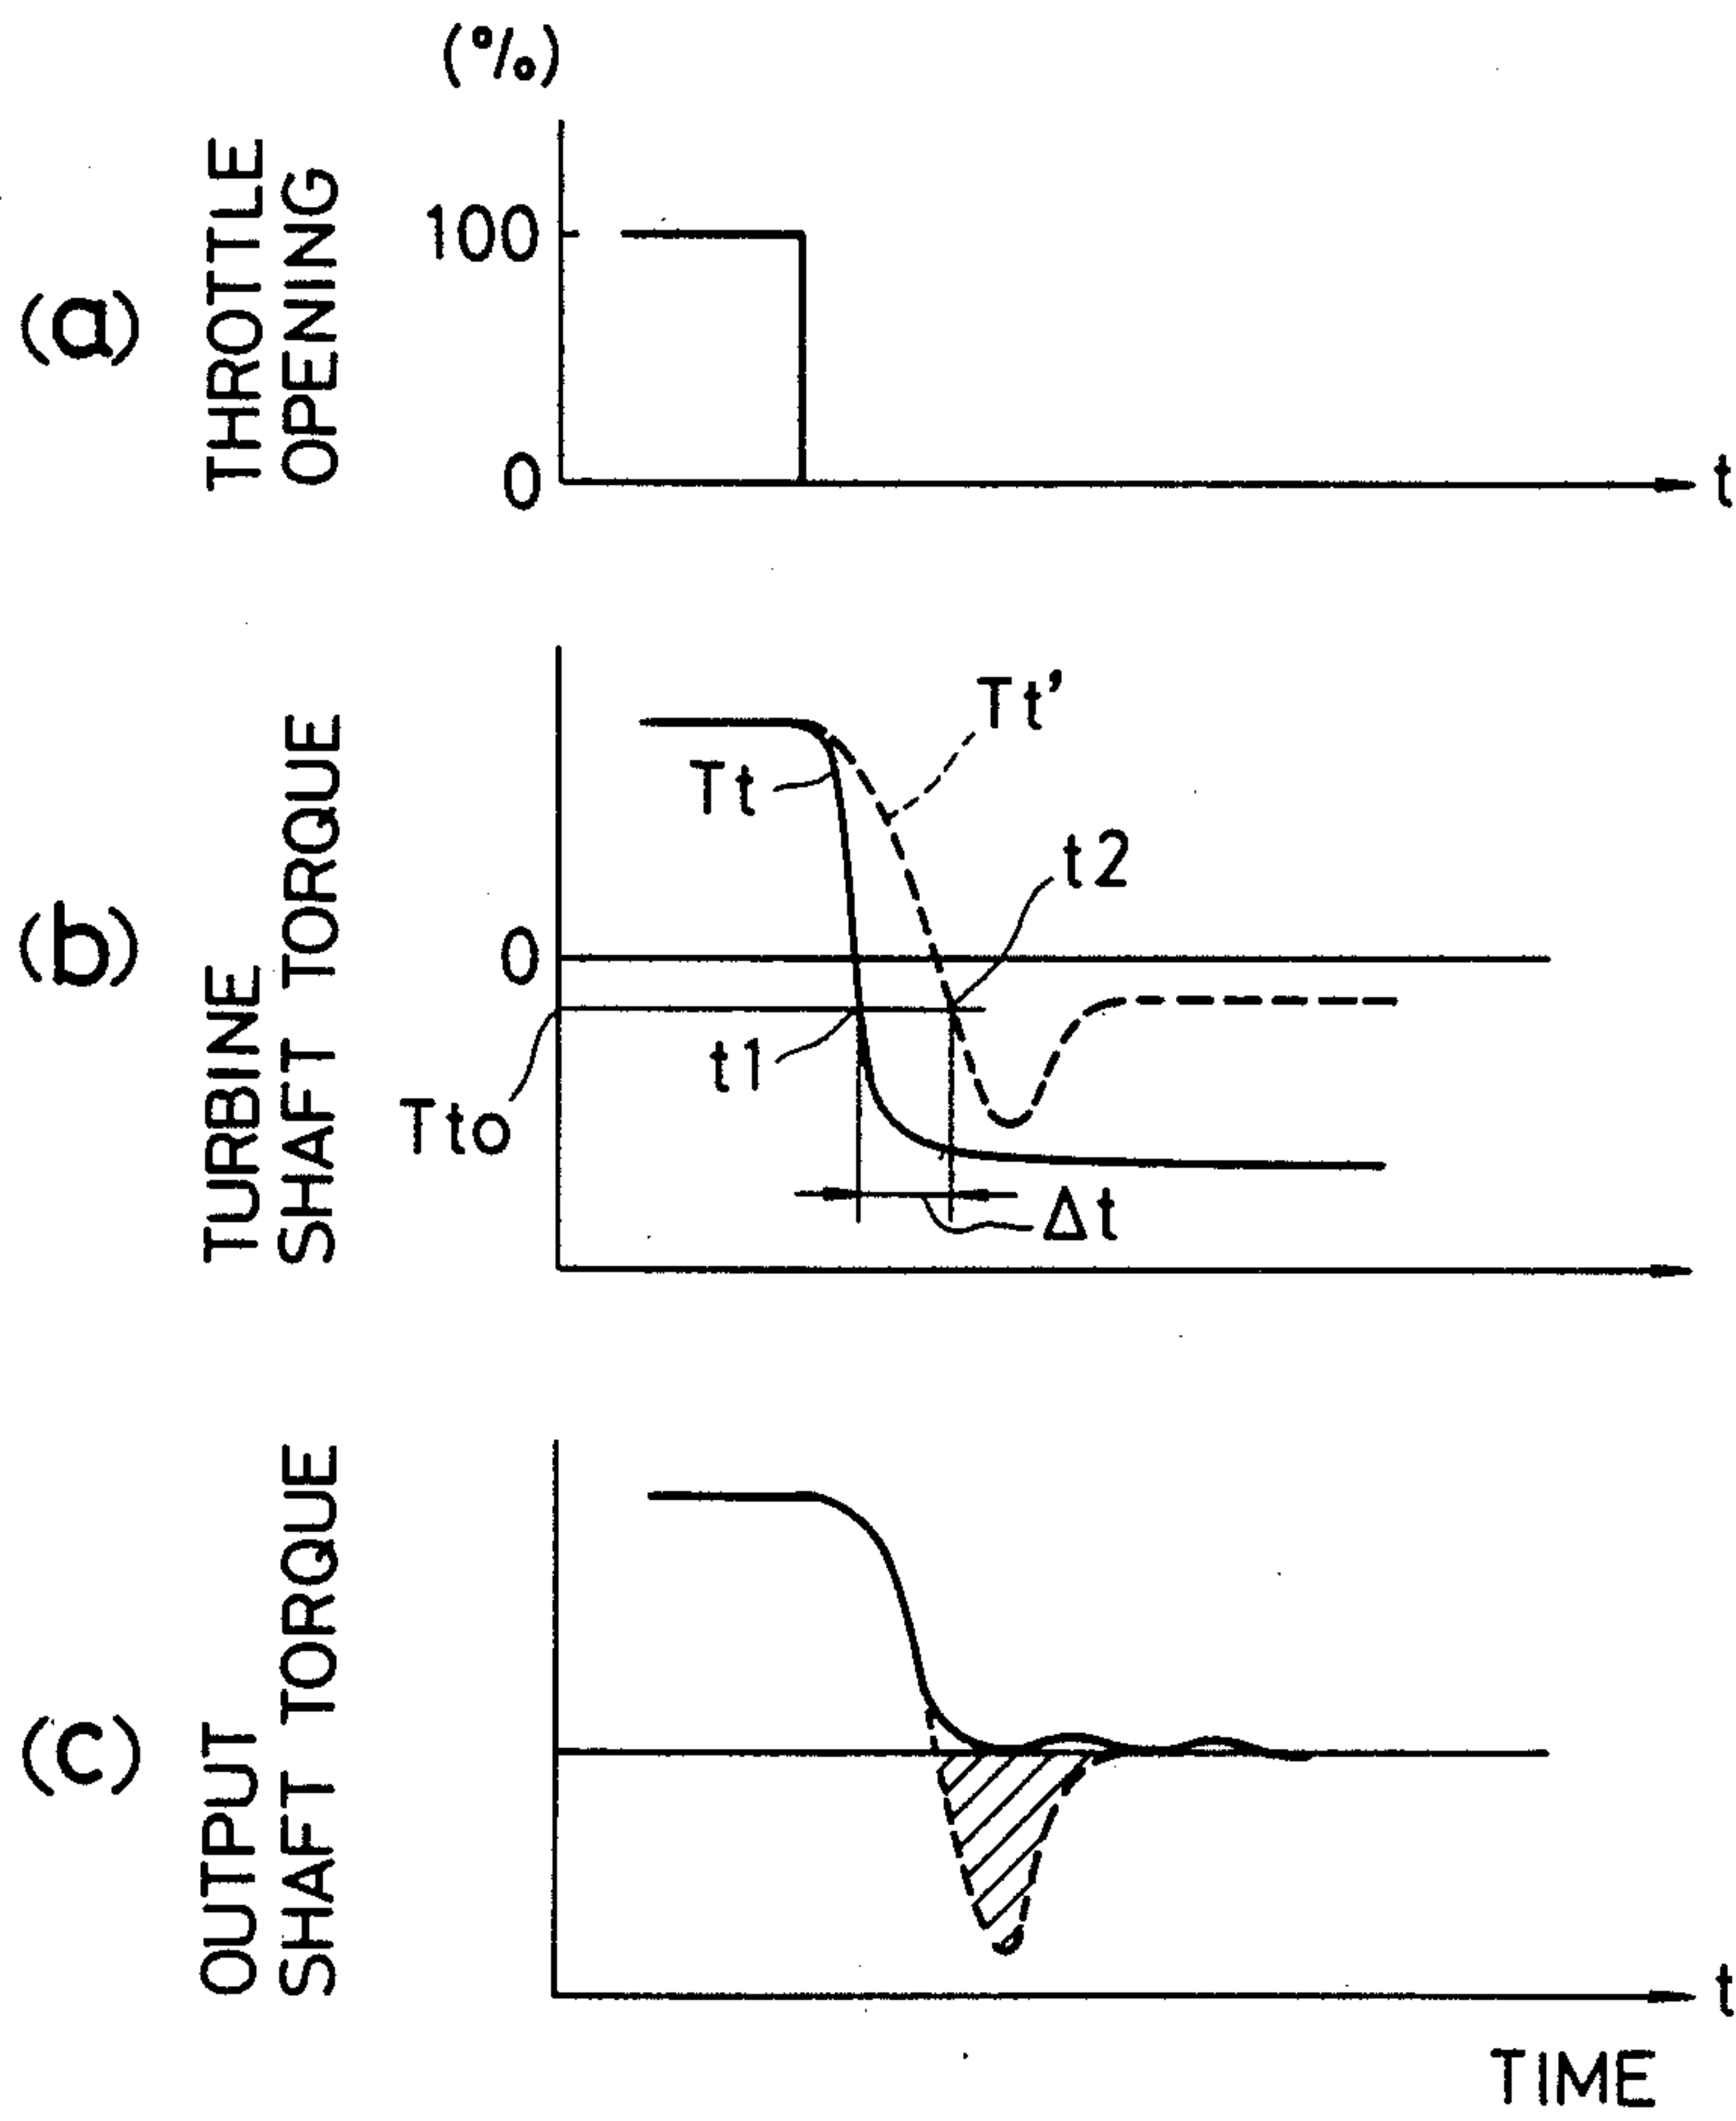 (%)
(a)
THROTTLE
OPENING
100
0
t
(b)
TURBINE
SHAFT TORQUE
Tt'
Tt
t2
0
t1
Tto
Δt
(c)
OUTPUT
SHAFT TORQUE
t
TIME